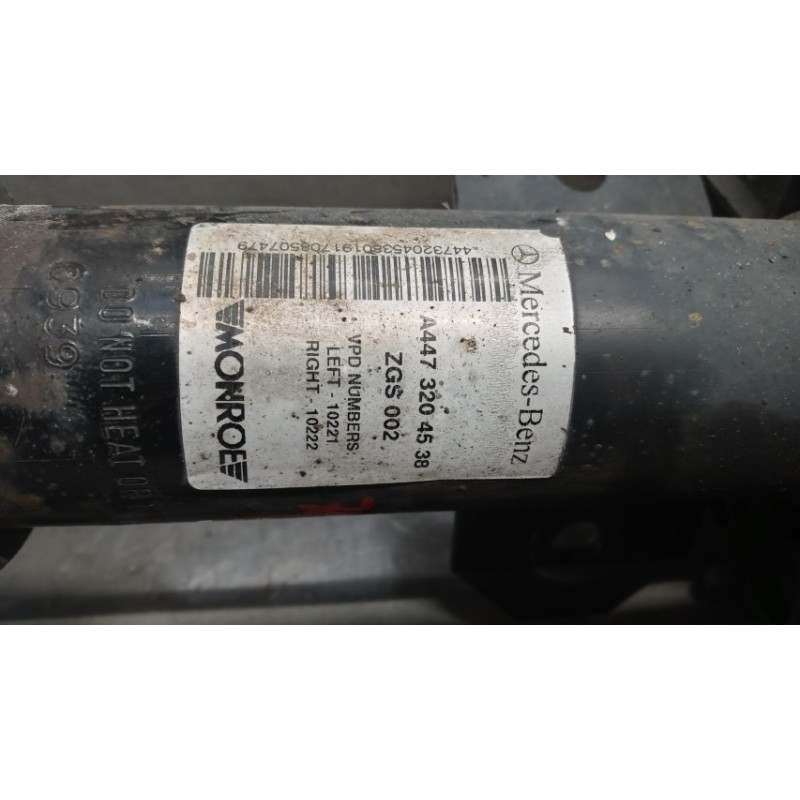 Mercedes-Benz
A447 320 45 38
ZGS 002
VPD NUMBERS:
LEFT - 10221
RIGHT - 10222
MONROE
DO NOT HEAT OR
6939